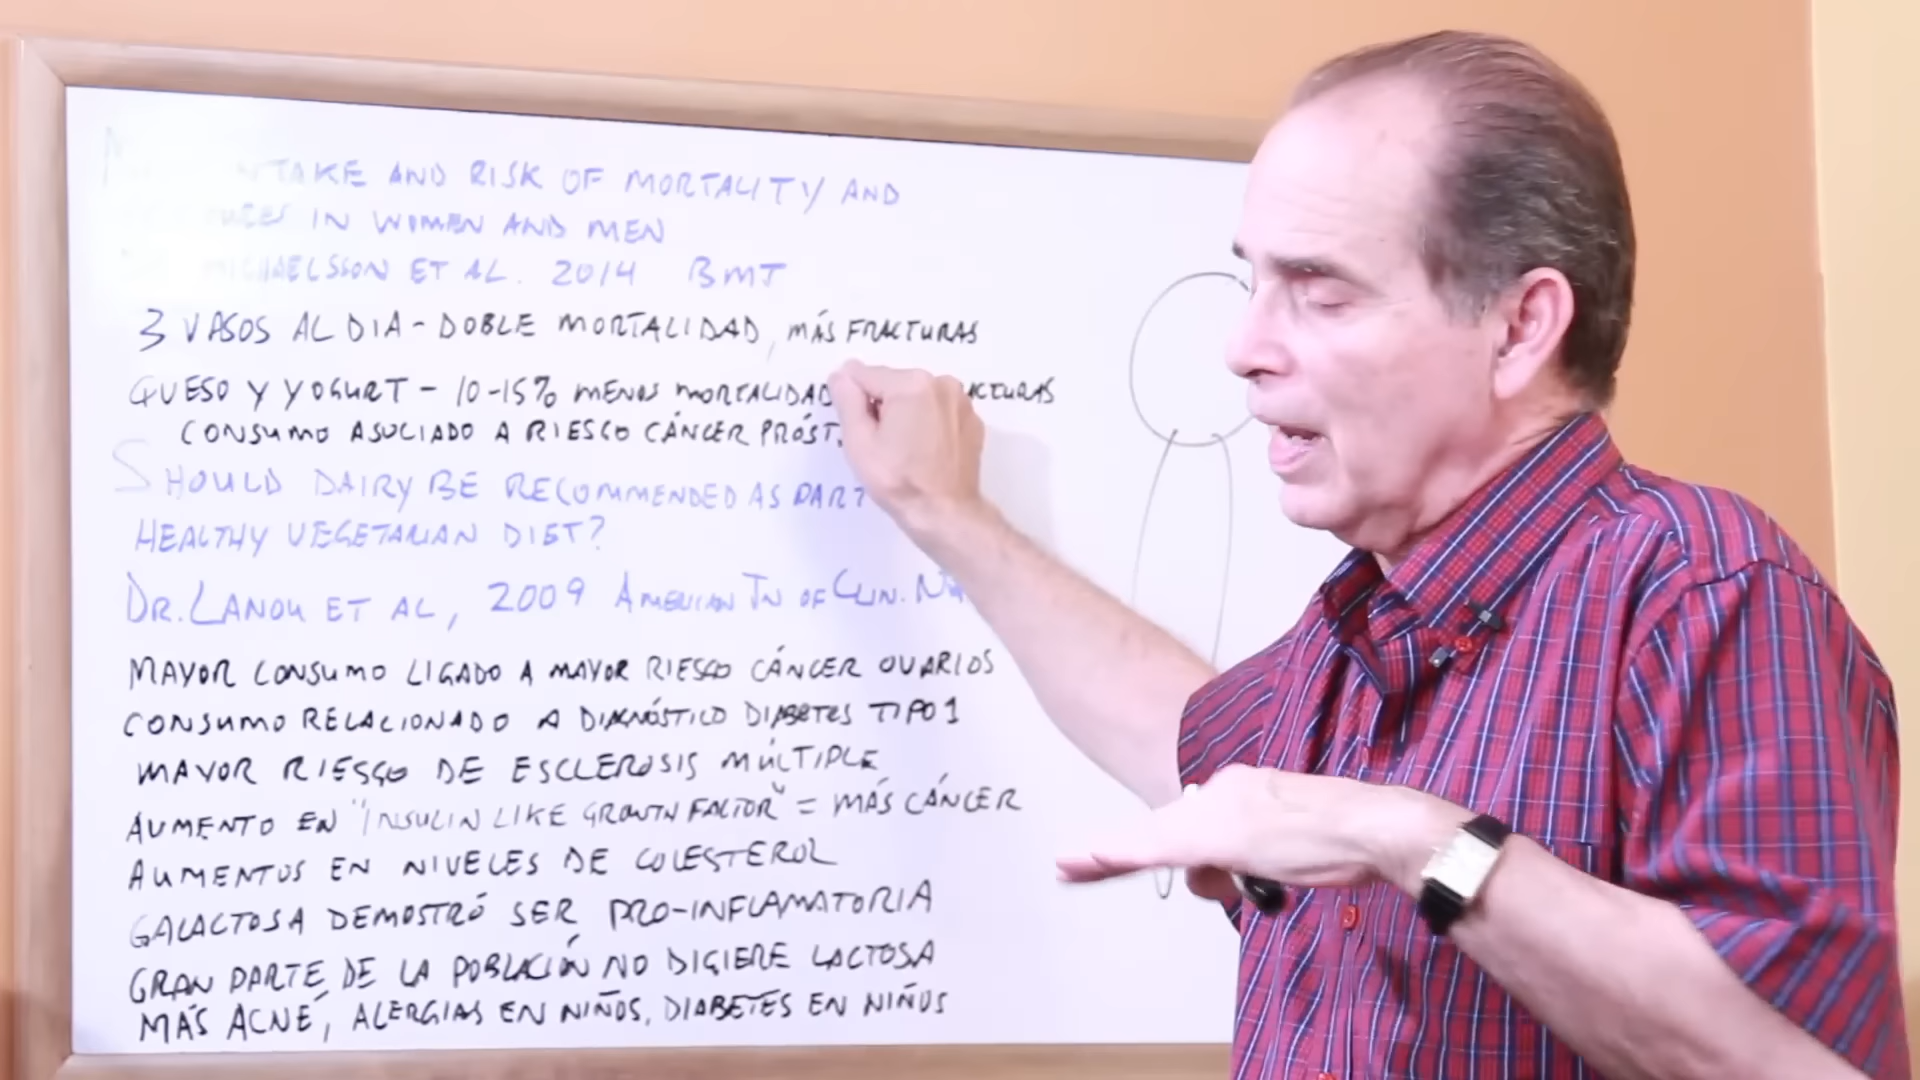 INTAKE AND RISK OF MORTALITY AND
IN WOMEN AND MEN
MICHAELSSON ET AL. 2014 BMJ
3 VASOS AL DIA - DOBLE MORTALIDAD, MÁS FRACTURAS
QUESO Y YOGURT - 10-15% MENOS MORTALIDAD
CONSUMO ASOCIADO A RIESGO CÁNCER PRÓST.
SHOULD DAIRY BE RECOMMENDED AS PART
HEALTHY VEGETARIAN DIET?
DR. LANOU ET AL, 2009 AMERICAN JN OF CLIN.
MAYOR CONSUMO LIGADO A MAYOR RIESGO CÁNCER OVARIOS
CONSUMO RELACIONADO A DIAGNÓSTICO DIABETES TIPO 1
MAYOR RIESGO DE ESCLEROSIS MÚLTIPLE
AUMENTO EN "INSULIN LIKE GROWTH FACTOR" = MÁS CÁNCER
AUMENTOS EN NIVELES DE COLESTEROL
GALACTOSA DEMOSTRÓ SER PRO-INFLAMATORIA
GRAN PARTE DE LA POBLACIÓN NO DIGIERE LACTOSA
MÁS ACNÉ, ALERGIAS EN NIÑOS, DIABETES EN NIÑOS